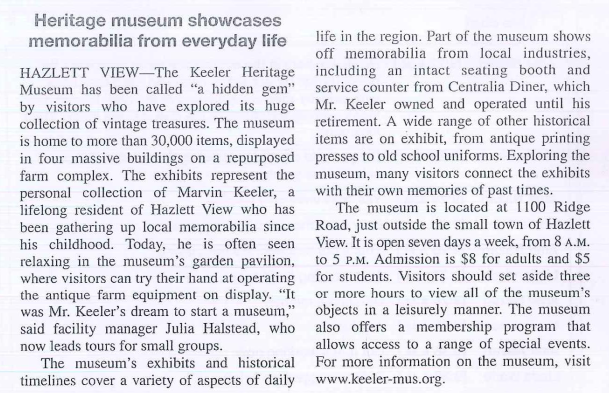 Heritage museum showcases
memorabilia from everyday life
HAZLETT VIEW—The Keeler Heritage
Museum has been called “a hidden gem”
by visitors who have explored its huge
collection of vintage treasures. The museum
is home to more than 30,000 items, displayed
in four massive buildings on a repurposed
farm complex. The exhibits represent the
personal collection of Marvin Keeler, a
lifelong resident of Hazlett View who has
been gathering up local memorabilia since
his childhood. Today, he is often seen
relaxing in the museum’s garden pavilion,
where visitors can try their hand at operating
the antique farm equipment on display. “It
was Mr. Keeler’s dream to start a museum,”
said facility manager Julia Halstead, who
now leads tours for small groups.
The museum’s exhibits and historical
timelines cover a variety of aspects of daily
life in the region. Part of the museum shows
off memorabilia from local industries,
including an intact seating booth and
service counter from Centralia Diner, which
Mr. Keeler owned and operated until his
retirement. A wide range of other historical
items are on exhibit, from antique printing
presses to old school uniforms. Exploring the
museum, many visitors connect the exhibits
with their own memories of past times.
The museum is located at 1100 Ridge
Road, just outside the small town of Hazlett
View. It is open seven days a week, from 8 A.M.
to 5 P.M. Admission is $8 for adults and $5
for students. Visitors should set aside three
or more hours to view all of the museum’s
objects in a leisurely manner. The museum
also offers a membership program that
allows access to a range of special events.
For more information on the museum, visit
www.keeler-mus.org.